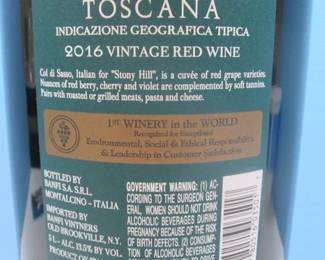 TOSCANA
INDICAZIONE GEOGRAFICA TIPICA
2016 VINTAGE RED WINE
Col di Sasso, Italian for "Stony Hill", is a cuvée of red grape varieties.
Nuances of red berry, cherry and violet are complemented by soft tannins.
Pairs with roasted or grilled meats, pasta and cheese.
1ST WINERY in the WORLD
Recognized for Exceptional
Environmental, Social & Ethical Responsibility
& Leadership in Customer Satisfaction
BOTTLED BY
BANFI S.A. S.R.L.
MONTALCINO - ITALIA
IMPORTED BY
BANFI VINTNERS
OLD BROOKVILLE, N.Y.
ALC. 13.5% BY VOL.
GOVERNMENT WARNING: (1) AC-
CORDING TO THE SURGEON GEN-
ERAL, WOMEN SHOULD NOT DRINK
ALCOHOLIC BEVERAGES DURING
PREGNANCY BECAUSE OF THE RISK
OF BIRTH DEFECTS. (2) CONSUMP-
TION OF ALCOHOLIC BEVERAGES